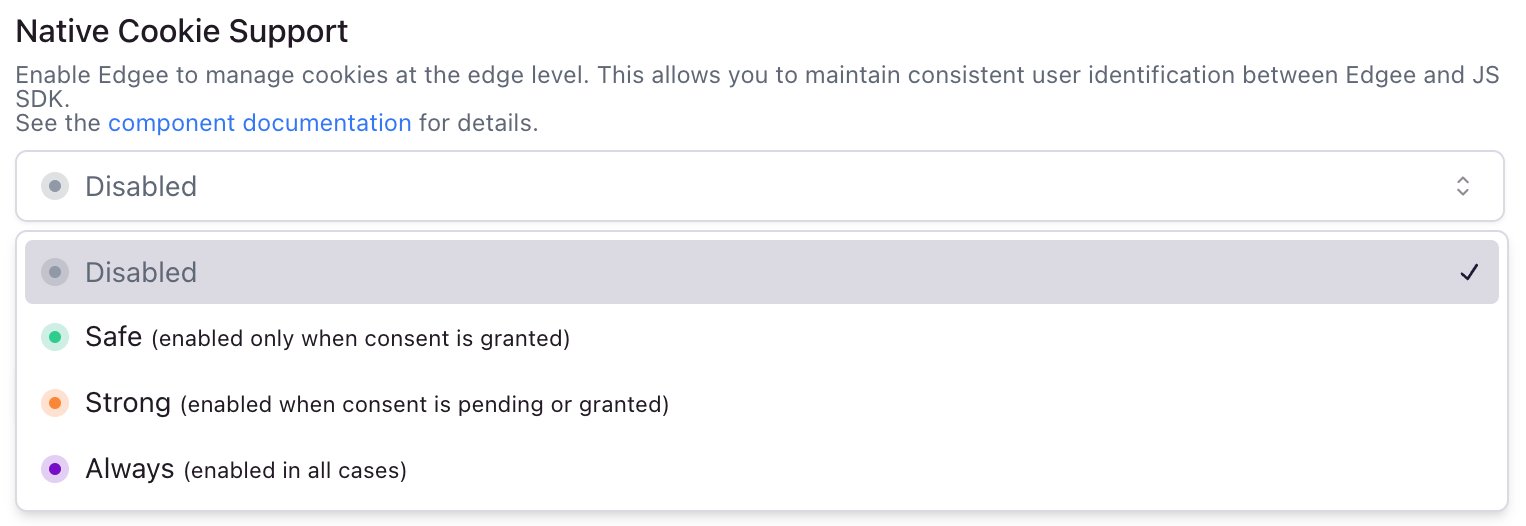 Native Cookie Support
Enable Edgee to manage cookies at the edge level. This allows you to maintain consistent user identification between Edgee and JS
SDK.
See the component documentation for details.
Disabled
Disabled
Safe (enabled only when consent is granted)
Strong (enabled when consent is pending or granted)
Always (enabled in all cases)